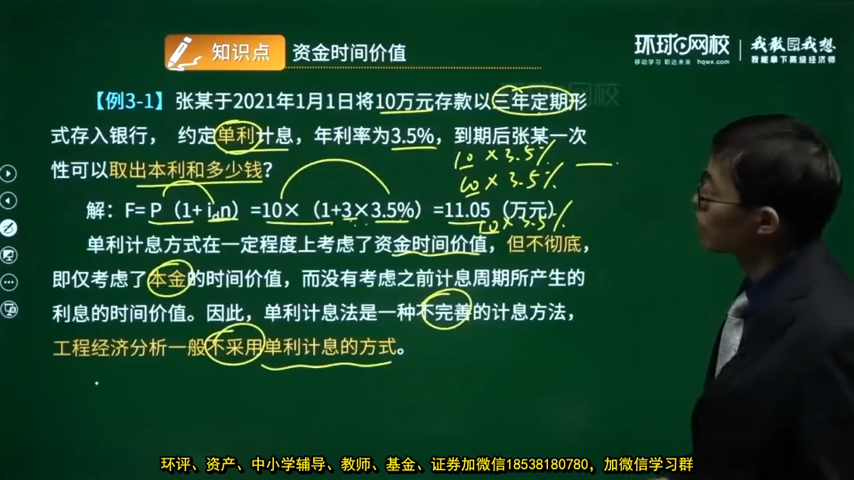 知识点 资金时间价值
环球网校 我敢我想
移动学习 职达未来 hqwx.com 我能拿下高级经济师
【例3-1】张某于2021年1月1日将10万元存款以三年定期形
式存入银行， 约定单利计息，年利率为3.5%，到期后张某一次
性可以取出本利和多少钱？
10×3.5%
10×3.5%
解：F= P（1+ idn）=10×（1+3×3.5%）=11.05（万元）
10×3.5%
单利计息方式在一定程度上考虑了资金时间价值，但不彻底，
即仅考虑了本金的时间价值，而没有考虑之前计息周期所产生的
利息的时间价值。因此，单利计息法是一种不完善的计息方法，
工程经济分析一般不采用单利计息的方式。
环评、资产、中小学辅导、教师、基金、证券加微信18538180780，加微信学习群